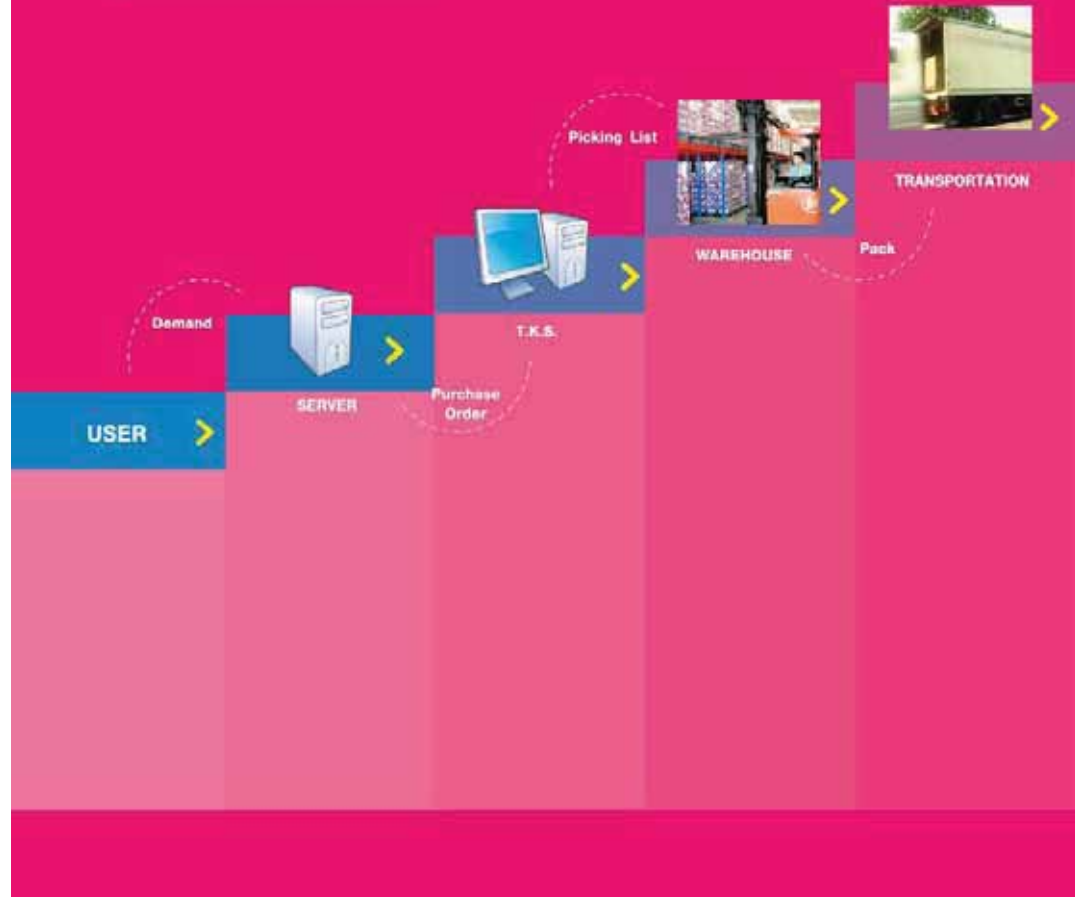 USER
Demand
SERVER
Purchase
Order
T.K.S.
Picking List
WAREHOUSE
Pack
TRANSPORTATION